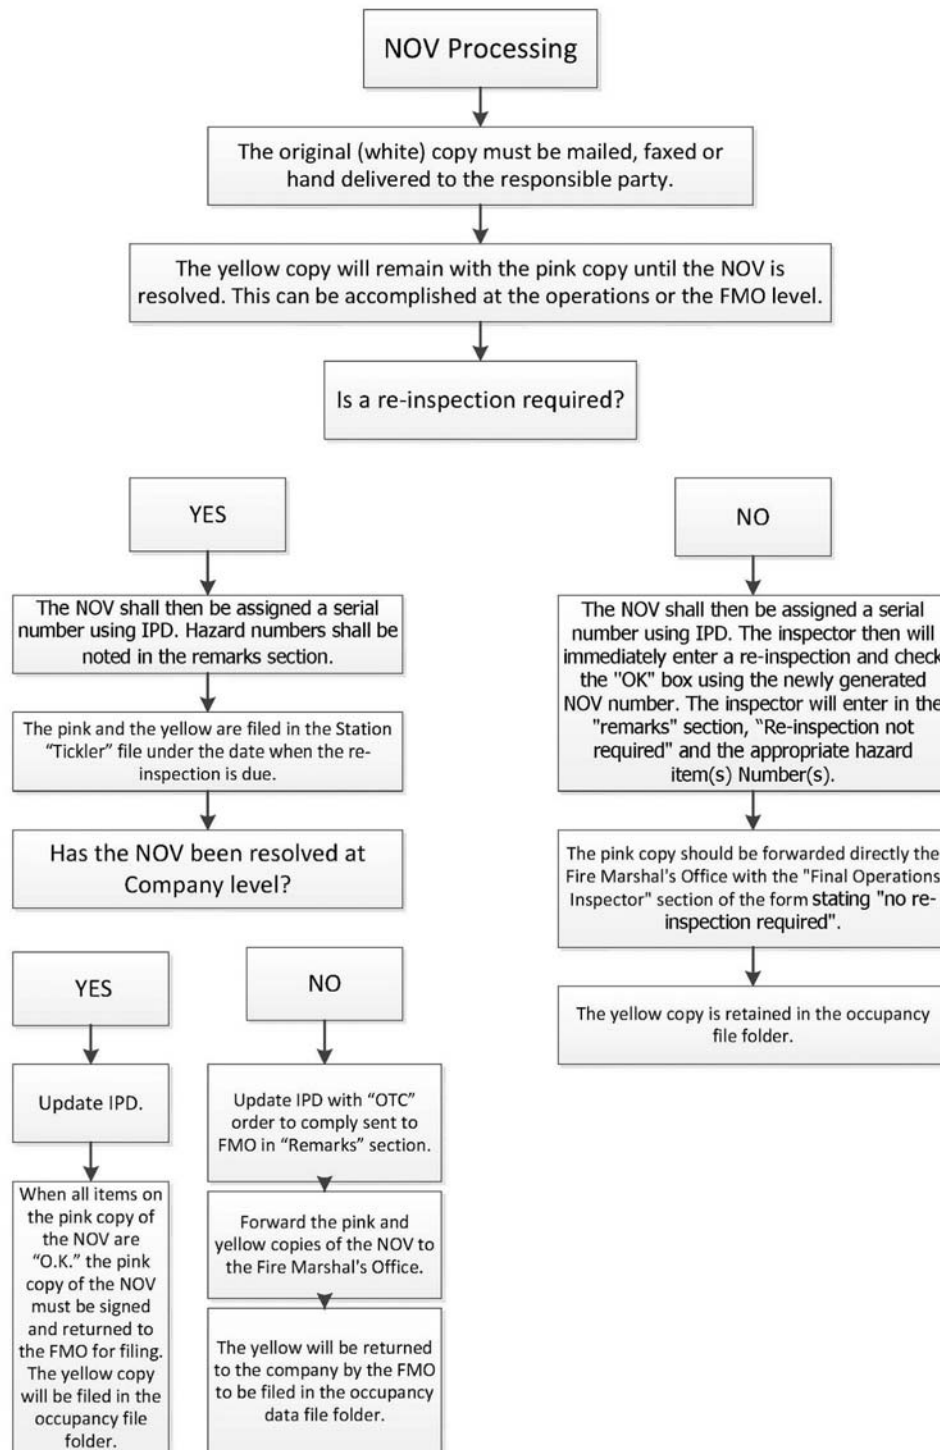 NOV Processing
The original (white) copy must be mailed, faxed or
hand delivered to the responsible party.
The yellow copy will remain with the pink copy until the NOV is
resolved. This can be accomplished at the operations or the FMO level.
Is a re-inspection required?
YES
The NOV shall then be assigned a serial
number using IPD. Hazard numbers shall be
noted in the remarks section.
The pink and the yellow are filed in the Station
“Tickler” file under the date when the re-
inspection is due.
Has the NOV been resolved at
Company level?
YES
Update IPD.
When all items on
the pink copy of
the NOV are
“O.K.” the pink
copy of the NOV
must be signed
and returned to
the FMO for filing.
The yellow copy
will be filed in the
occupancy file
folder.
NO
Update IPD with “OTC”
order to comply sent to
FMO in “Remarks” section.
Forward the pink and
yellow copies of the NOV to
the Fire Marshal's Office.
The yellow will be returned
to the company by the FMO
to be filed in the occupancy
data file folder.
NO
The NOV shall then be assigned a serial
number using IPD. The inspector then will
immediately enter a re-inspection and check
the "OK" box using the newly generated
NOV number. The inspector will enter in the
"remarks" section, “Re-inspection not
required" and the appropriate hazard
item(s) Number(s).
The pink copy should be forwarded directly the
Fire Marshal's Office with the "Final Operations
Inspector" section of the form stating "no re-
inspection required".
The yellow copy is retained in the occupancy
file folder.